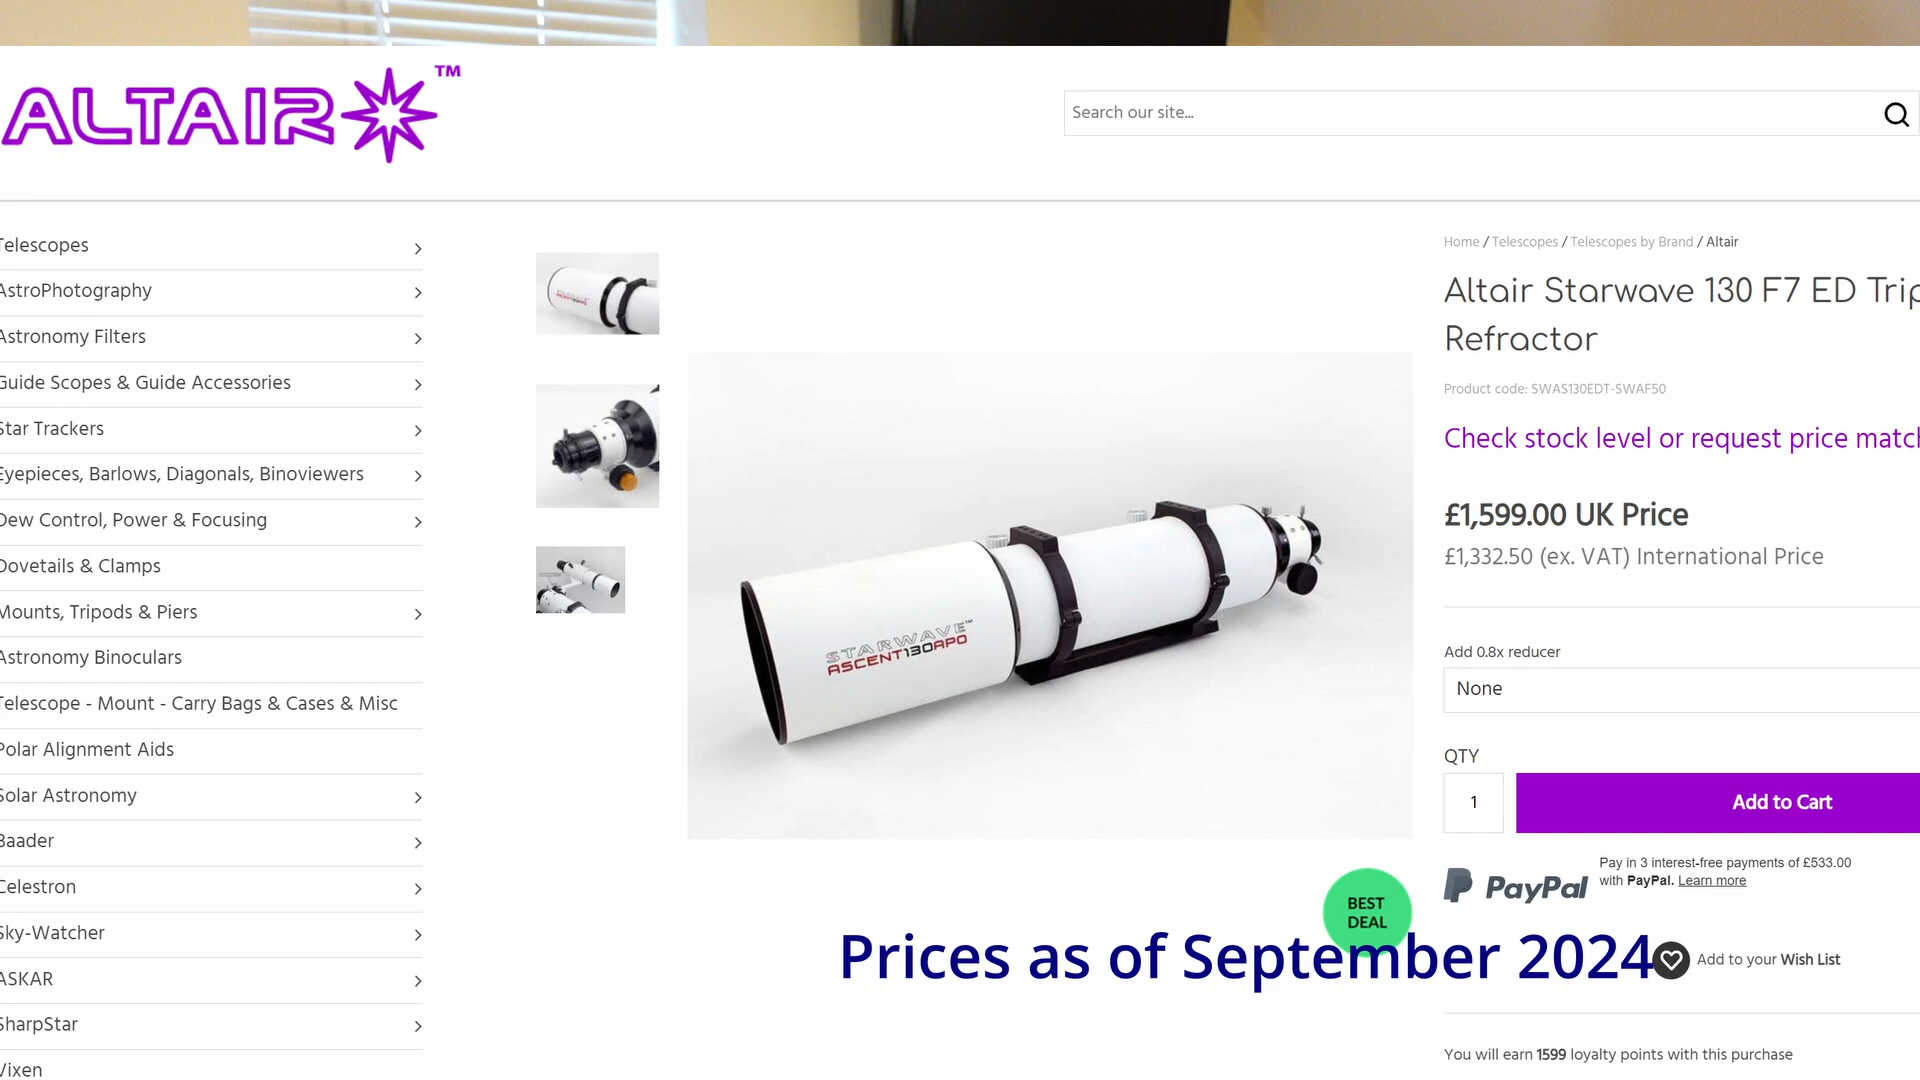 ALTAIR
TM
Search our site...
Telescopes
AstroPhotography
Astronomy Filters
Guide Scopes & Guide Accessories
Star Trackers
Eyepieces, Barlows, Diagonals, Binoviewers
Dew Control, Power & Focusing
Dovetails & Clamps
Mounts, Tripods & Piers
Astronomy Binoculars
Telescope - Mount - Carry Bags & Cases & Misc
Polar Alignment Aids
Solar Astronomy
Baader
Celestron
Sky-Watcher
ASKAR
SharpStar
Vixen
STARWAVE™
ASCENT130APO
Home / Telescopes / Telescopes by Brand / Altair
Altair Starwave 130 F7 ED Trip
Refractor
Product code: SWAS130EDT-SWAF50
Check stock level or request price match
£1,599.00 UK Price
£1,332.50 (ex. VAT) International Price
Add 0.8x reducer
None
QTY
1
Add to Cart
PayPal
Pay in 3 interest-free payments of £533.00
with PayPal. Learn more
BEST
DEAL
Prices as of September 2024
Add to your Wish List
You will earn 1599 loyalty points with this purchase